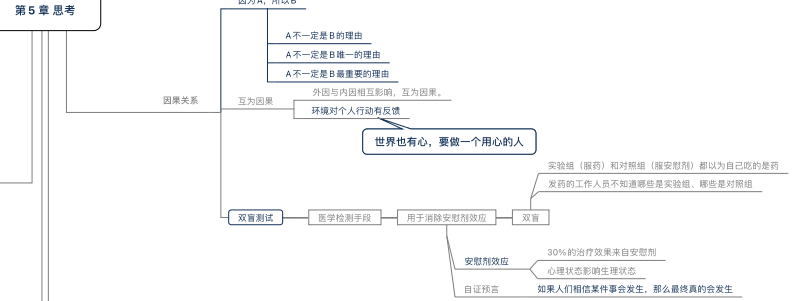 第 5 章 思考
因为 A，所以 B
A 不一定是 B 的理由
A 不一定是 B 唯一的理由
A 不一定是 B 最重要的理由
因果关系
互为因果
外因与内因相互影响，互为因果。
环境对个人行动有反馈
世界也有心，要做一个用心的人
实验组（服药）和对照组（服安慰剂）都以为自己吃的是药
发药的工作人员不知道哪些是实验组、哪些是对照组
双盲测试
医学检测手段
用于消除安慰剂效应
双盲
安慰剂效应
30%的治疗效果来自安慰剂
心理状态影响生理状态
自证预言
如果人们相信某件事会发生，那么最终真的会发生